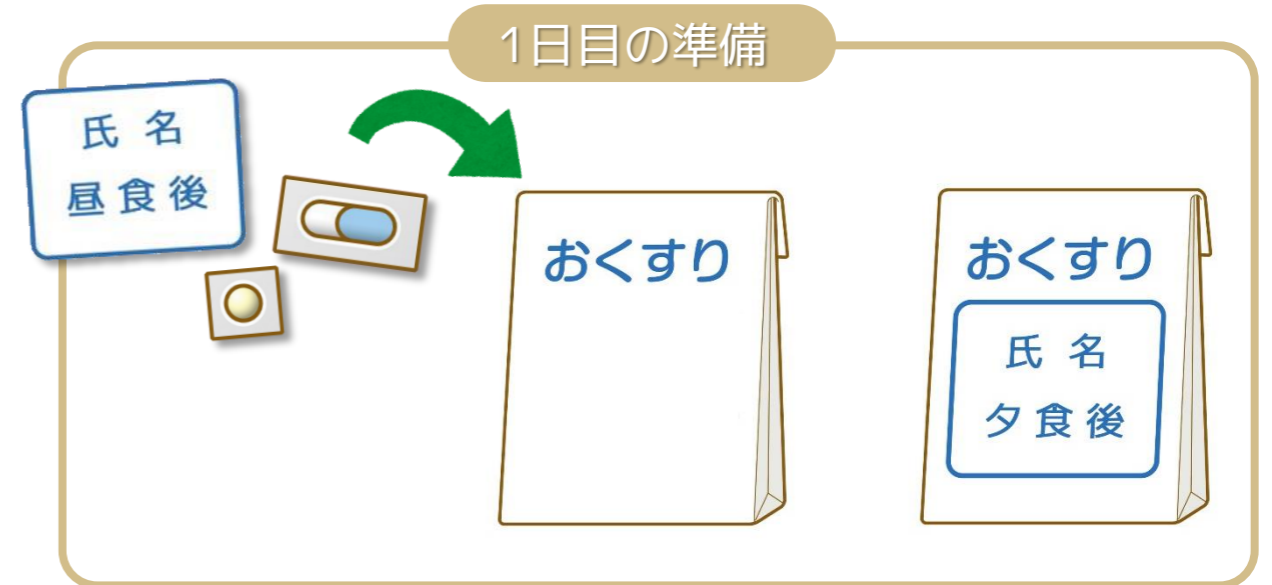 1日目の準備
氏 名
昼 食 後
おくすり
おくすり
氏 名
夕 食 後